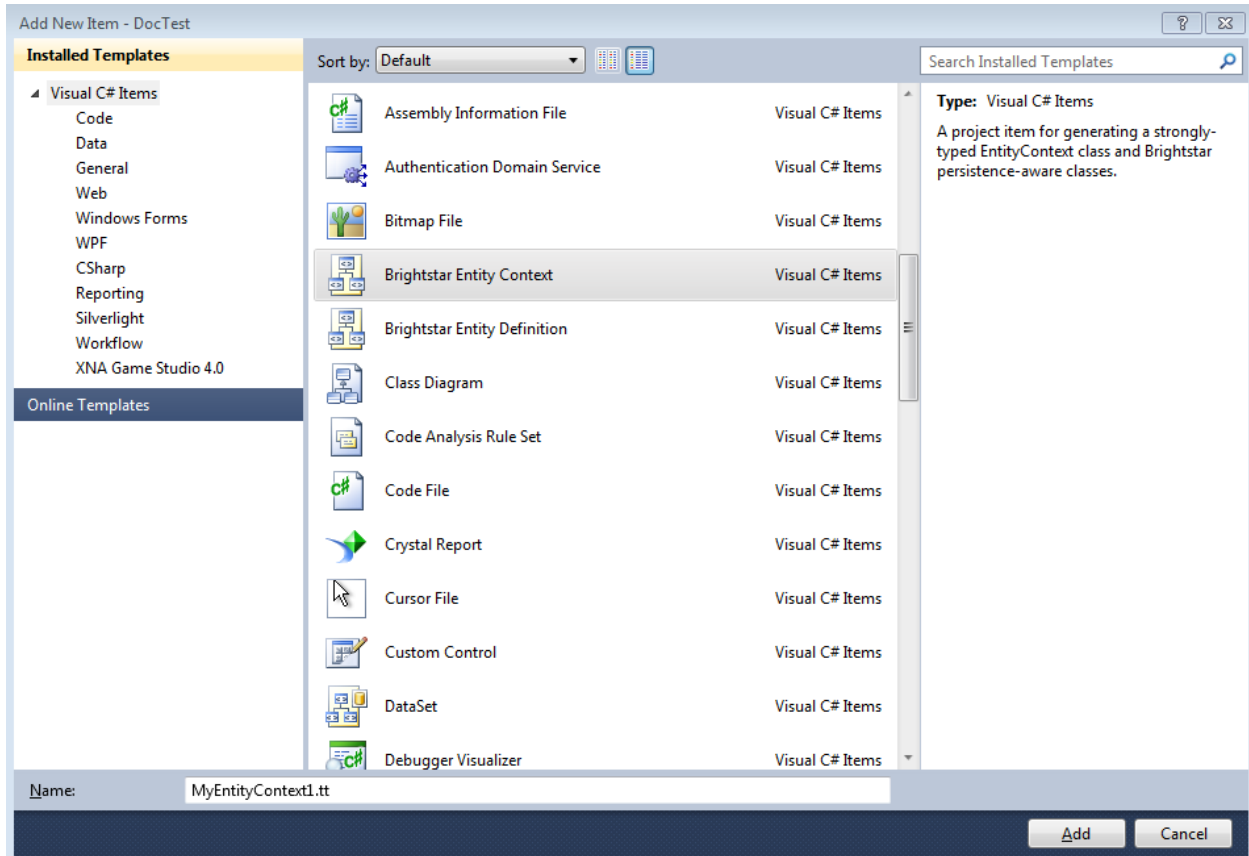 Add New Item - DocTest
Installed Templates
Visual C# Items
Code
Data
General
Web
Windows Forms
WPF
CSharp
Reporting
Silverlight
Workflow
XNA Game Studio 4.0
Online Templates
Sort by: Default
Assembly Information File Visual C# Items
Authentication Domain Service Visual C# Items
Bitmap File Visual C# Items
Brightstar Entity Context Visual C# Items
Brightstar Entity Definition Visual C# Items
Class Diagram Visual C# Items
Code Analysis Rule Set Visual C# Items
Code File Visual C# Items
Crystal Report Visual C# Items
Cursor File Visual C# Items
Custom Control Visual C# Items
DataSet Visual C# Items
Debugger Visualizer Visual C# Items
Search Installed Templates
Type: Visual C# Items
A project item for generating a strongly-
typed EntityContext class and Brightstar
persistence-aware classes.
Name: MyEntityContext1.tt
Add Cancel